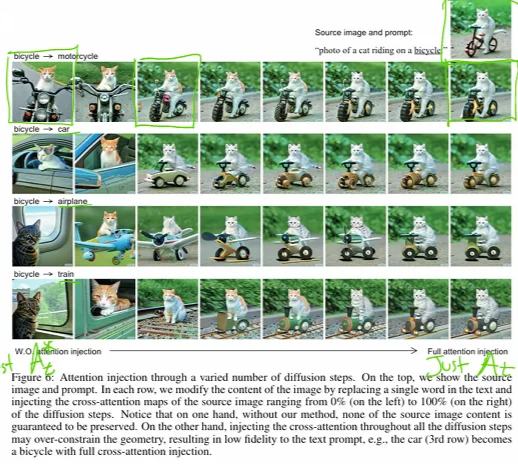 Source image and prompt:
"photo of a cat riding on a bicycle"
bicycle → motorcycle
bicycle → car
bicycle → airplane
bicycle → train
W.O. attention injection
Full attention injection
Just At
Figure 6: Attention injection through a varied number of diffusion steps. On the top, we show the source
image and prompt. In each row, we modify the content of the image by replacing a single word in the text and
injecting the cross-attention maps of the source image ranging from 0% (on the left) to 100% (on the right)
of the diffusion steps. Notice that on one hand, without our method, none of the source image content is
guaranteed to be preserved. On the other hand, injecting the cross-attention throughout all the diffusion steps
may over-constrain the geometry, resulting in low fidelity to the text prompt, e.g., the car (3rd row) becomes
a bicycle with full cross-attention injection.